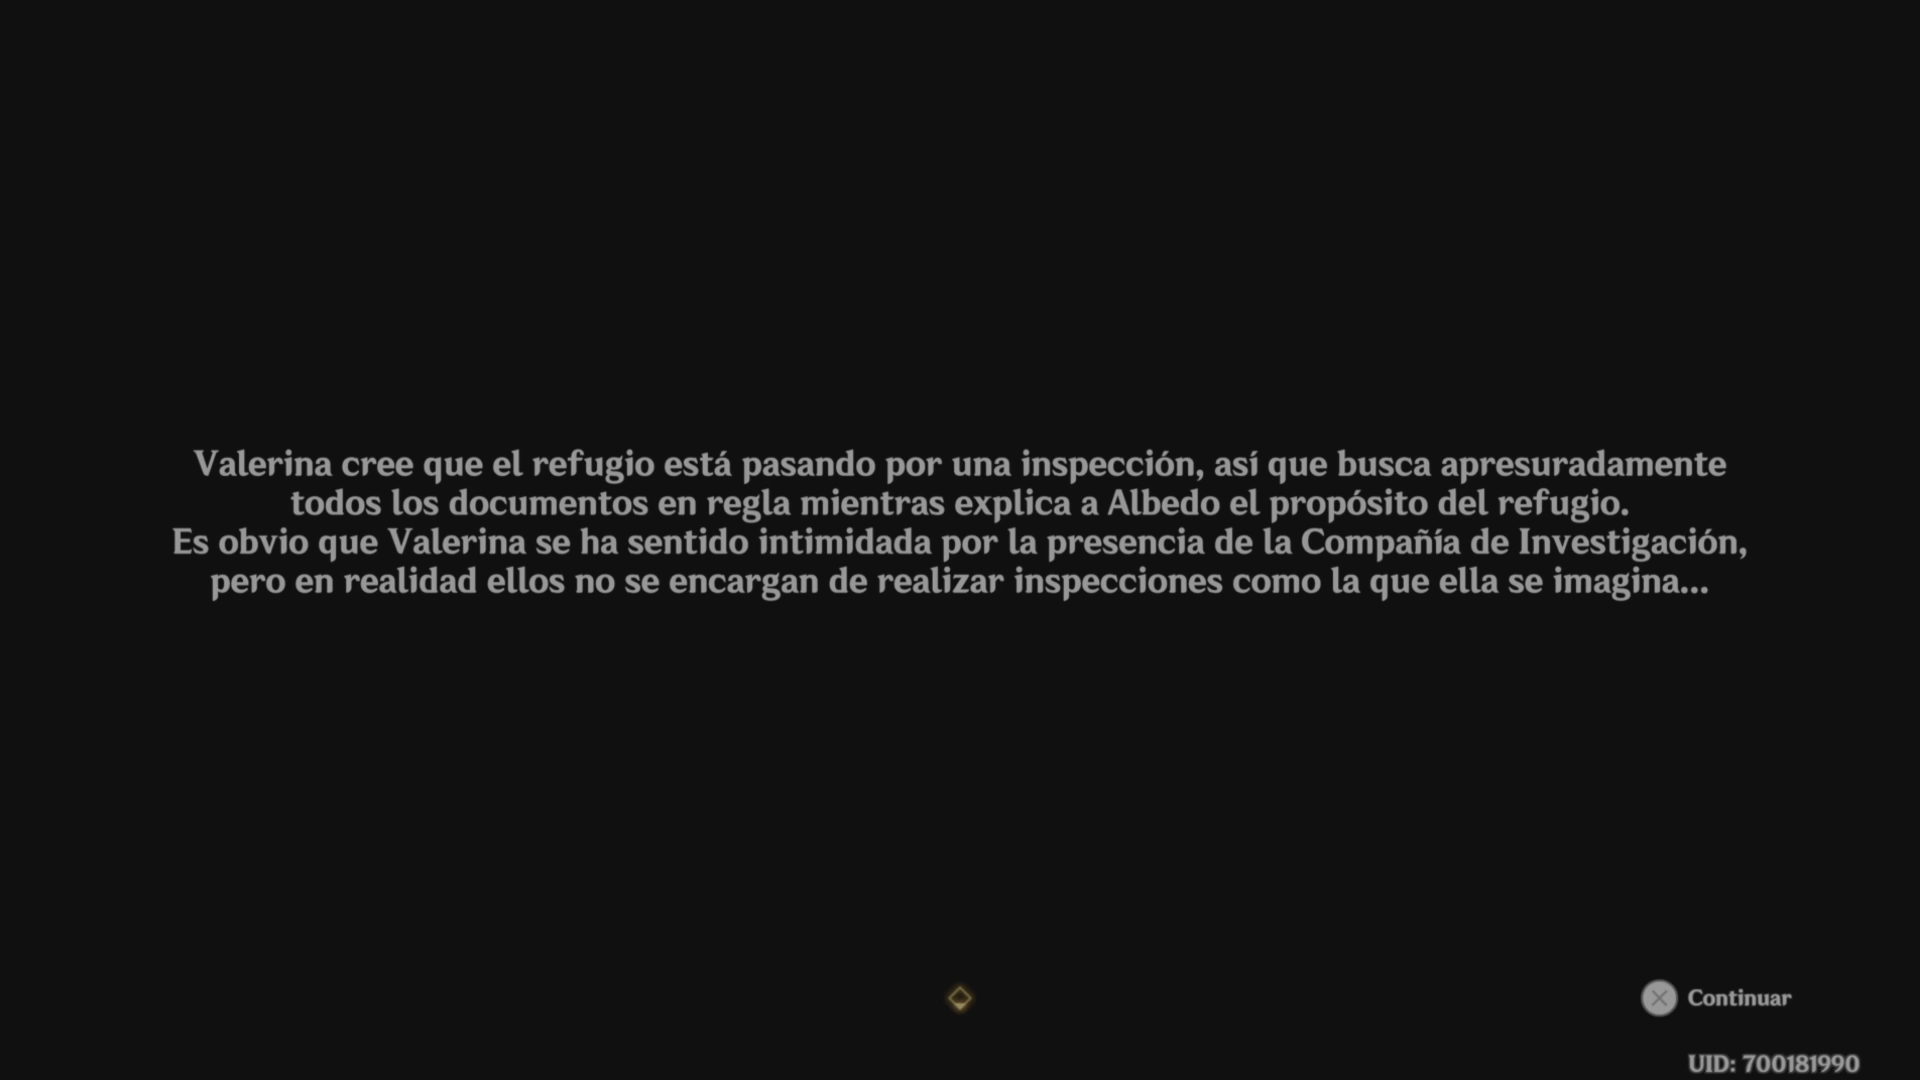 Valerina cree que el refugio está pasando por una inspección, así que busca apresuradamente
todos los documentos en regla mientras explica a Albedo el propósito del refugio.
Es obvio que Valerina se ha sentido intimidada por la presencia de la Compañía de Investigación,
pero en realidad ellos no se encargan de realizar inspecciones como la que ella se imagina...
Continuar
UID: 700181990